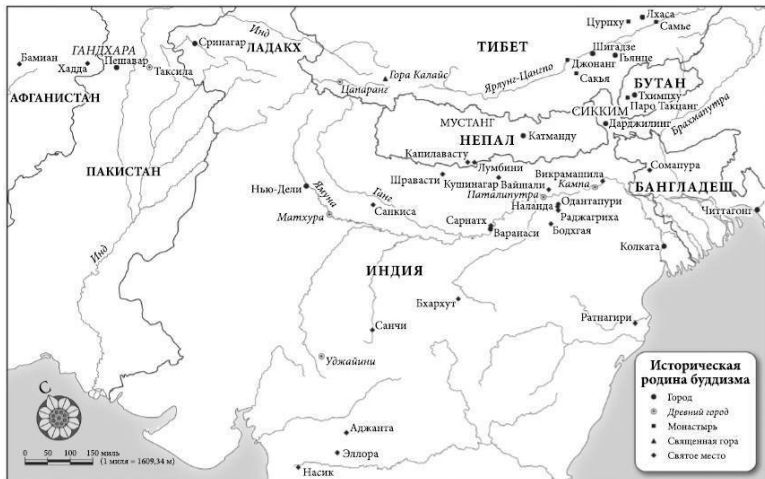 Инд
Лхаса
Цурпху
Самье
ГАНДХАРА
Сринагар
ЛАДАКХ
ТИБЕТ
Шигадзе
Бамиан
Пешавар
Хадда
Таксила
Гьянце
Джонанг
Гора Калайс
Ярлунг-Цангпо
Сакья
Цапаранг
БУТАН
АФГАНИСТАН
Тхимпху
Паро Такцанг
СИККИМ
МУСТАНГ
Брахмапутра
Дарджилинг
НЕПАЛ
Катманду
Капилавасту
ПАКИСТАН
Лумбини
Викрамашила
Сомапура
Шравасти
Кушинагар
Вайшали
Кампа
Нью-Дели
Ямуна
Ганг
Паталипутра
БАНГЛАДЕШ
Наланда
Одантапури
Санкиса
Раджагриха
Читтагонг
Матхура
Сарнатх
Варанаси
Бодхгая
Колката
Инд
ИНДИЯ
Бхархут
Ратнагири
Санчи
Уджайини
Историческая
родина буддизма
Город
Древний город
Монастырь
Священная гора
Святое место
С
Аджанта
0 50 100 150 миль
(1 миля = 1609,34 м)
Эллора
Насик